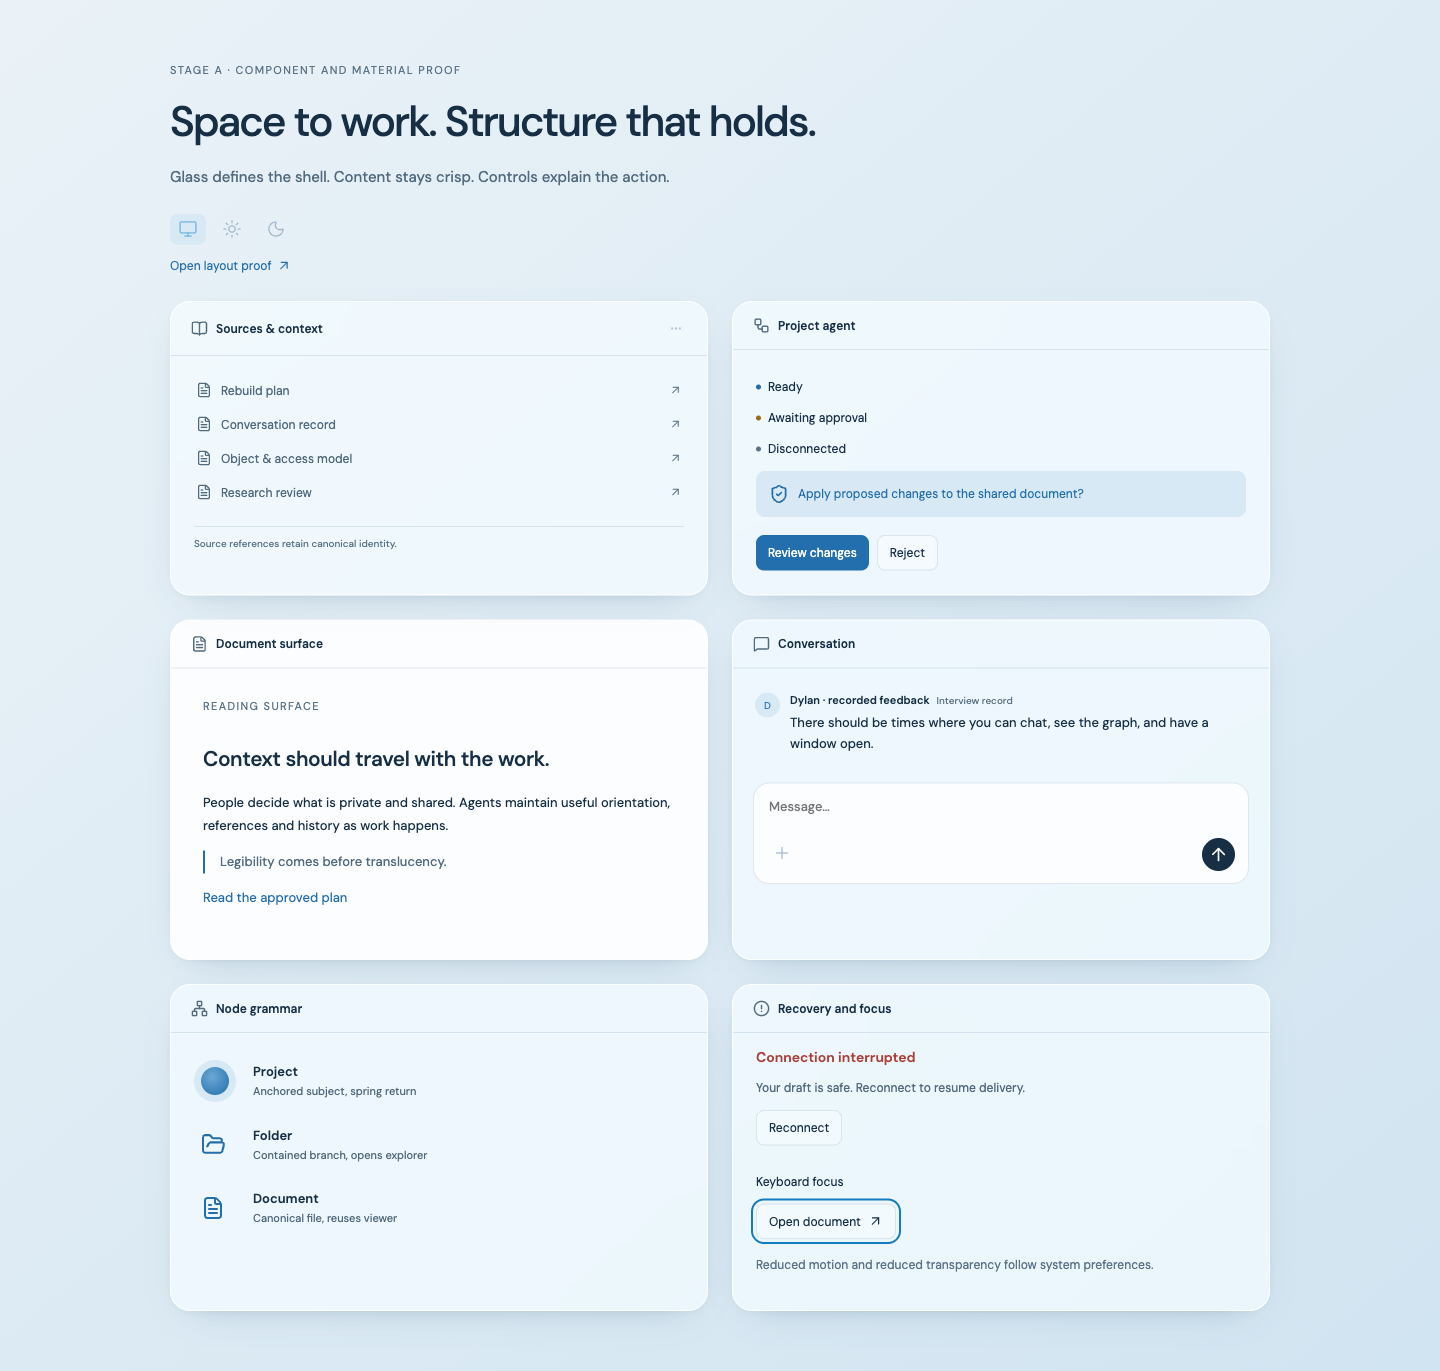 STAGE A · COMPONENT AND MATERIAL PROOF
Space to work. Structure that holds.
Glass defines the shell. Content stays crisp. Controls explain the action.
Open layout proof
Sources & context
Rebuild plan
Conversation record
Object & access model
Research review
Source references retain canonical identity.
Project agent
Ready
Awaiting approval
Disconnected
Apply proposed changes to the shared document?
Review changes
Reject
Document surface
READING SURFACE
Context should travel with the work.
People decide what is private and shared. Agents maintain useful orientation,
references and history as work happens.
Legibility comes before translucency.
Read the approved plan
Conversation
D
Dylan · recorded feedback Interview record
There should be times where you can chat, see the graph, and have a
window open.
Message…
Node grammar
Project
Anchored subject, spring return
Folder
Contained branch, opens explorer
Document
Canonical file, reuses viewer
Recovery and focus
Connection interrupted
Your draft is safe. Reconnect to resume delivery.
Reconnect
Keyboard focus
Open document
Reduced motion and reduced transparency follow system preferences.